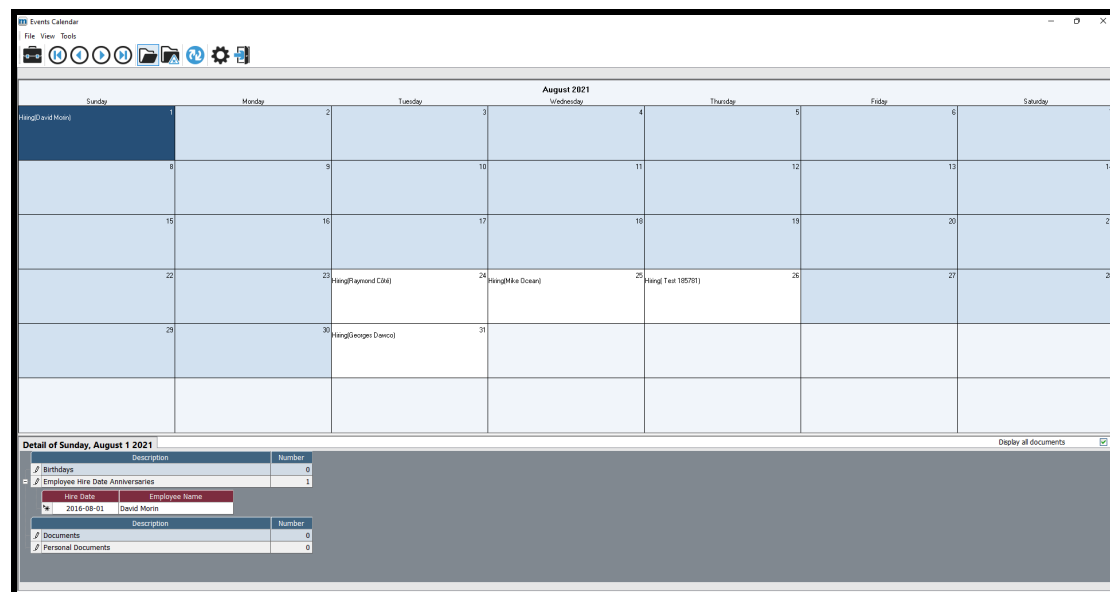 Events Calendar
File View Tools
August 2021
Sunday Monday Tuesday Wednesday Thursday Friday Saturday
1 2 3 4 5 6
Hiring(David Morin)
8 9 10 11 12 13
15 16 17 18 19 20
22 23 24 25 26 27
Hiring(Raymond Côté) Hiring(Mike Ocean) Hiring( Test 185781)
29 30 31
Hiring(Georges Dawco)
Detail of Sunday, August 1 2021 Display all documents
Description Number
Birthdays 0
Employee Hire Date Anniversaries 1
Hire Date Employee Name
2016-08-01 David Morin
Description Number
Documents 0
Personal Documents 0